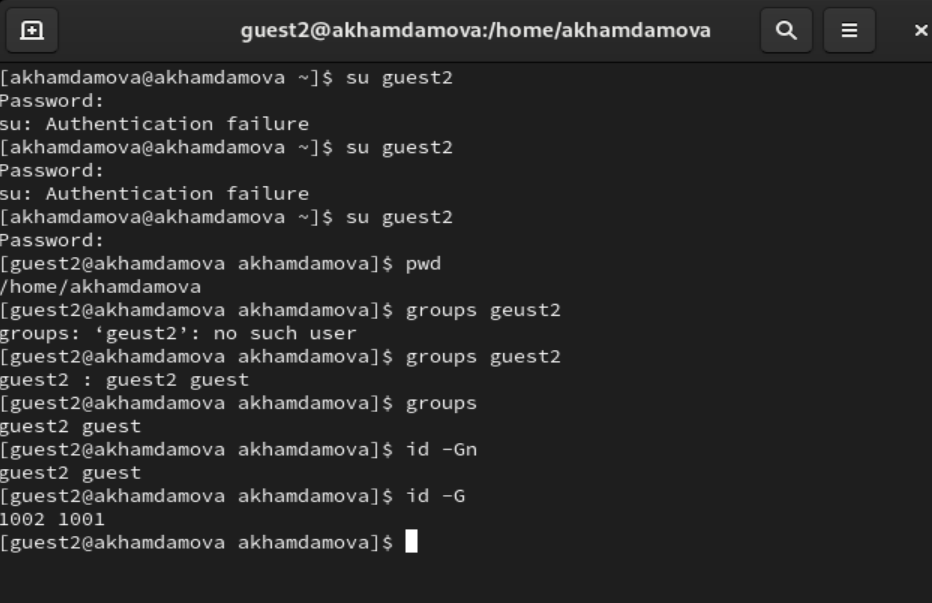 guest2@akhamdamova:/home/akhamdamova
[akhamdamova@akhamdamova ~]$ su guest2
Password:
su: Authentication failure
[akhamdamova@akhamdamova ~]$ su guest2
Password:
su: Authentication failure
[akhamdamova@akhamdamova ~]$ su guest2
Password:
[guest2@akhamdamova akhamdamova]$ pwd
/home/akhamdamova
[guest2@akhamdamova akhamdamova]$ groups geust2
groups: ‘geust2’: no such user
[guest2@akhamdamova akhamdamova]$ groups guest2
guest2 : guest2 guest
[guest2@akhamdamova akhamdamova]$ groups
guest2 guest
[guest2@akhamdamova akhamdamova]$ id -Gn
guest2 guest
[guest2@akhamdamova akhamdamova]$ id -G
1002 1001
[guest2@akhamdamova akhamdamova]$